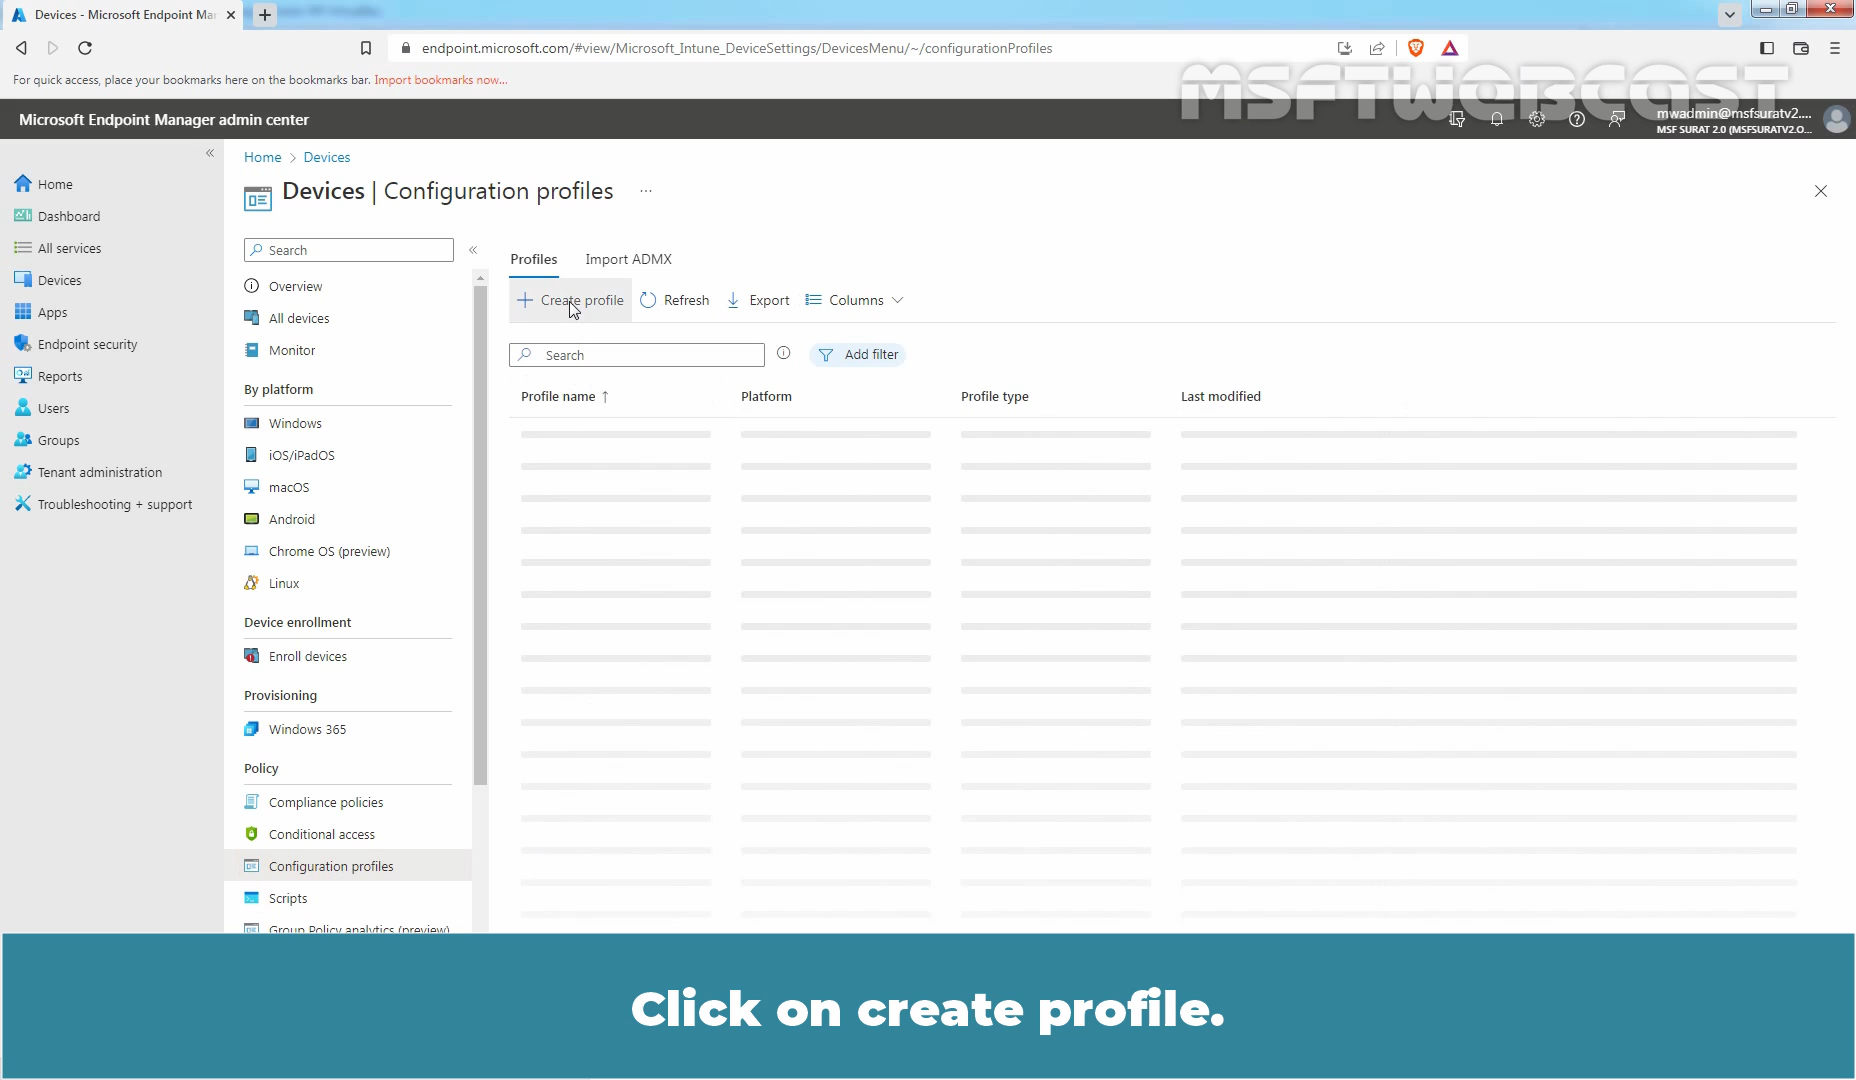 Devices - Microsoft Endpoint Mar
endpoint.microsoft.com/#view/Microsoft_Intune_DeviceSettings/DevicesMenu/~/configurationProfiles
For quick access, place your bookmarks here on the bookmarks bar. Import bookmarks now...
MSFTWEBCAST
Microsoft Endpoint Manager admin center
mwadmin@msfsuratv2....
MSF SURAT 2.0 (MSFSURATV2.O...
Home
Dashboard
All services
Devices
Apps
Endpoint security
Reports
Users
Groups
Tenant administration
Troubleshooting + support
Home > Devices
Devices | Configuration profiles ...
Search
Overview
All devices
Monitor
By platform
Windows
iOS/iPadOS
macOS
Android
Chrome OS (preview)
Linux
Device enrollment
Enroll devices
Provisioning
Windows 365
Policy
Compliance policies
Conditional access
Configuration profiles
Scripts
Group Policy analytics (preview)
Profiles Import ADMX
Create profile Refresh Export Columns
Search Add filter
Profile name ↑ Platform Profile type Last modified
Click on create profile.